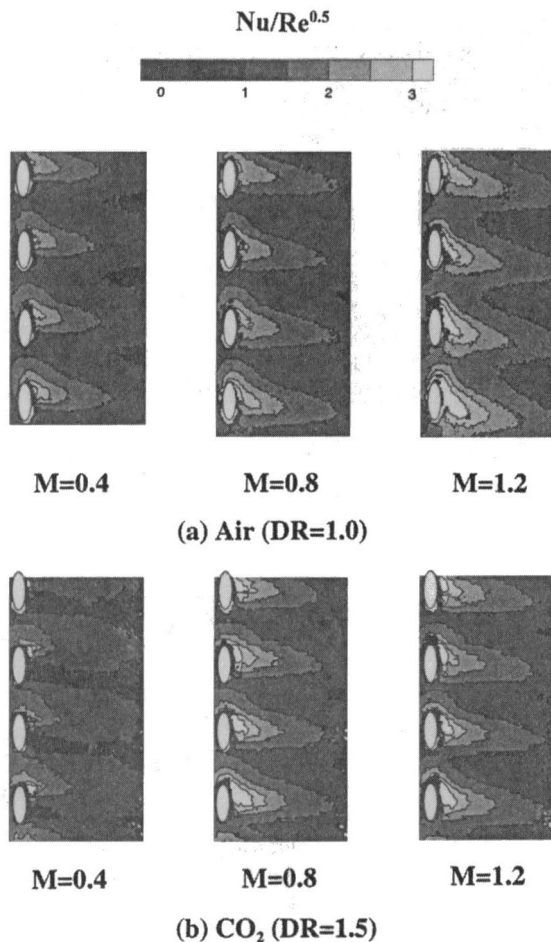 Nu/Re^0.5
0 1 2 3
M=0.4 M=0.8 M=1.2
(a) Air (DR=1.0)
M=0.4 M=0.8 M=1.2
(b) CO₂ (DR=1.5)